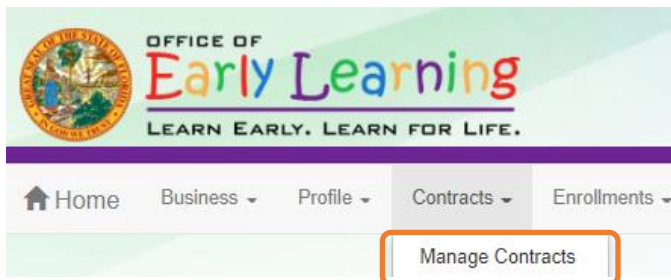 OFFICE OF
Early Learning
LEARN EARLY. LEARN FOR LIFE.
Home Business Profile Contracts Enrollments
Manage Contracts